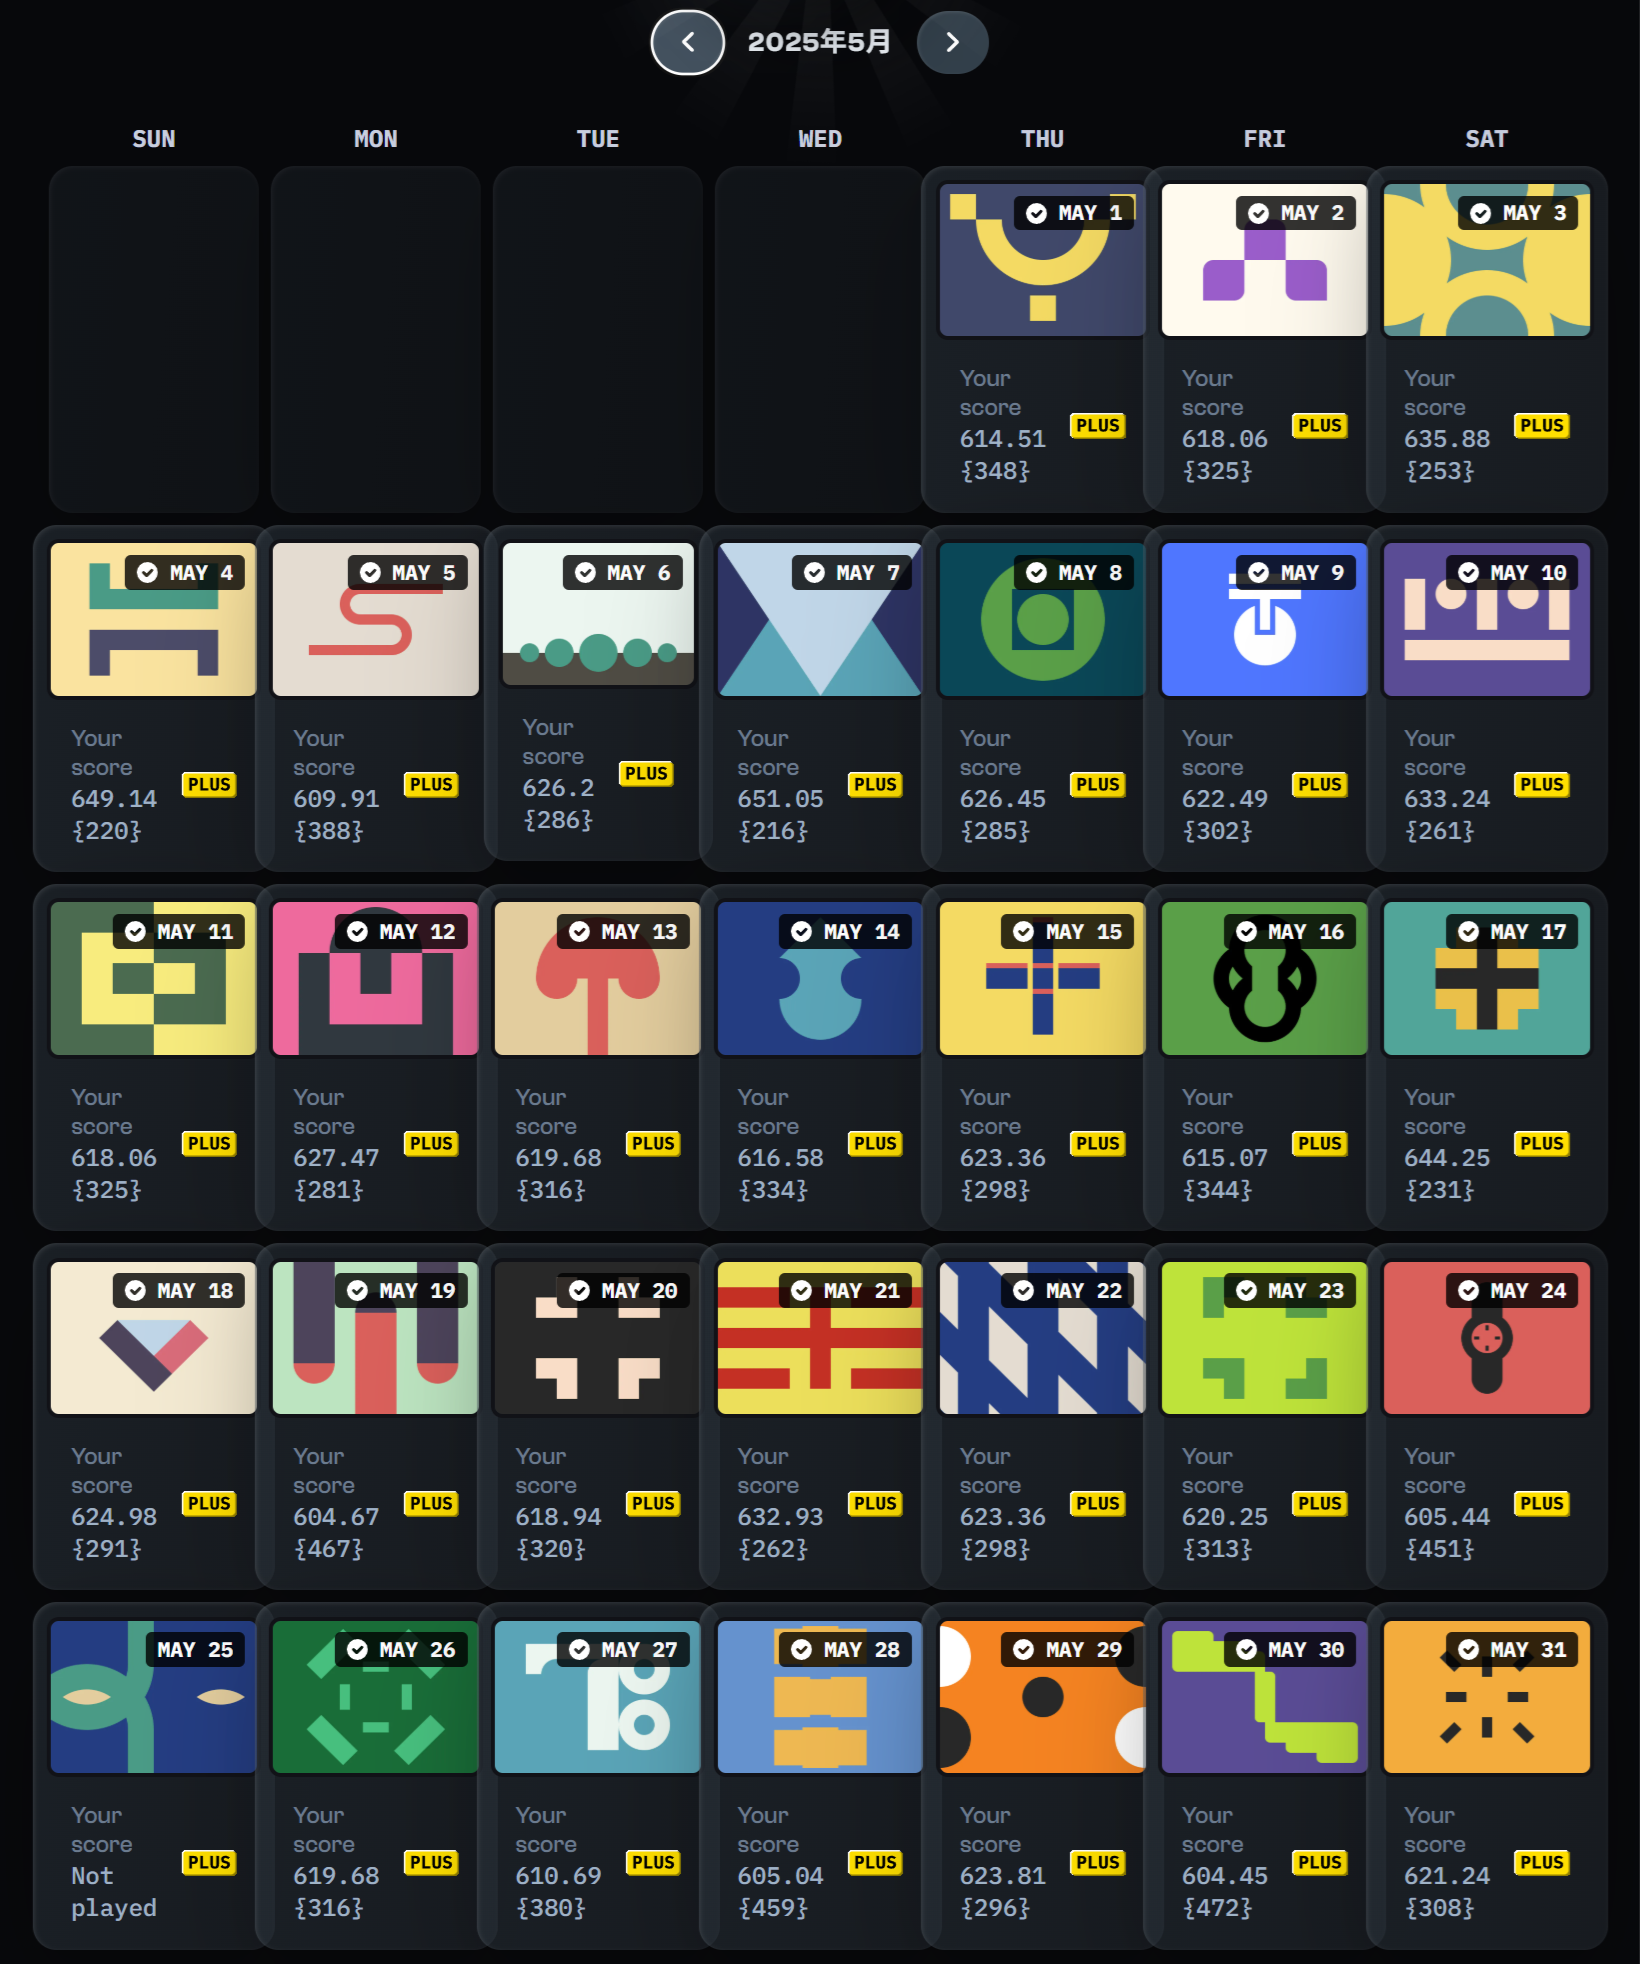 2025年5月
SUN MON TUE WED THU FRI SAT
MAY 1
Your
score
614.51
{348}
PLUS
MAY 2
Your
score
618.06
{325}
PLUS
MAY 3
Your
score
635.88
{253}
PLUS
MAY 4
Your
score
649.14
{220}
PLUS
MAY 5
Your
score
609.91
{388}
PLUS
MAY 6
Your
score
626.2
{286}
PLUS
MAY 7
Your
score
651.05
{216}
PLUS
MAY 8
Your
score
626.45
{285}
PLUS
MAY 9
Your
score
622.49
{302}
PLUS
MAY 10
Your
score
633.24
{261}
PLUS
MAY 11
Your
score
618.06
{325}
PLUS
MAY 12
Your
score
627.47
{281}
PLUS
MAY 13
Your
score
619.68
{316}
PLUS
MAY 14
Your
score
616.58
{334}
PLUS
MAY 15
Your
score
623.36
{298}
PLUS
MAY 16
Your
score
615.07
{344}
PLUS
MAY 17
Your
score
644.25
{231}
PLUS
MAY 18
Your
score
624.98
{291}
PLUS
MAY 19
Your
score
604.67
{467}
PLUS
MAY 20
Your
score
618.94
{320}
PLUS
MAY 21
Your
score
632.93
{262}
PLUS
MAY 22
Your
score
623.36
{298}
PLUS
MAY 23
Your
score
620.25
{313}
PLUS
MAY 24
Your
score
605.44
{451}
PLUS
MAY 25
Your
score
Not
played
PLUS
MAY 26
Your
score
619.68
{316}
PLUS
MAY 27
Your
score
610.69
{380}
PLUS
MAY 28
Your
score
605.04
{459}
PLUS
MAY 29
Your
score
623.81
{296}
PLUS
MAY 30
Your
score
604.45
{472}
PLUS
MAY 31
Your
score
621.24
{308}
PLUS